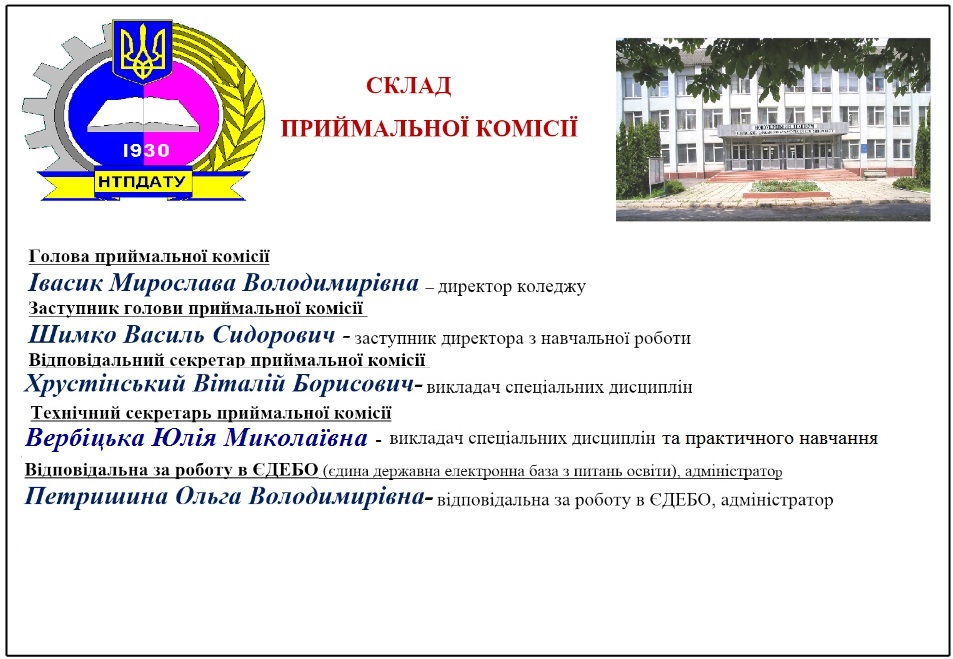 1930
НТПДАТУ
СКЛАД
ПРИЙМАЛЬНОЇ КОМІСІЇ
Голова приймальної комісії
Івасик Мирослава Володимирівна – директор коледжу
Заступник голови приймальної комісії
Шимко Василь Сидорович - заступник директора з навчальної роботи
Відповідальний секретар приймальної комісії
Хрустінський Віталій Борисович- викладач спеціальних дисциплін
Технічний секретарь приймальної комісії
Вербіцька Юлія Миколаївна - викладач спеціальних дисциплін та практичного навчання
Відповідальна за роботу в ЄДЕБО (єдина державна електронна база з питань освіти), адміністратор
Петришина Ольга Володимирівна- відповідальна за роботу в ЄДЕБО, адміністратор